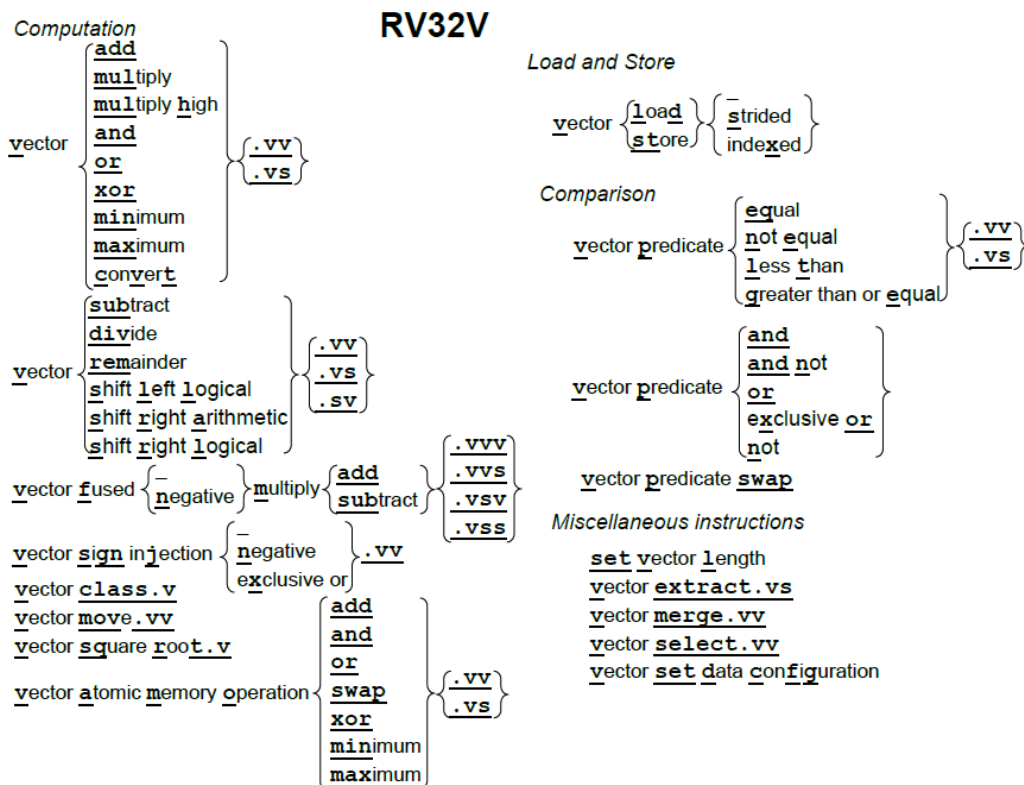 RV32V
Computation
vector
add
multiply
multiply high
and
or
xor
minimum
maximum
convert
.vv
.vs
vector
subtract
divide
remainder
shift left logical
shift right arithmetic
shift right logical
.vv
.vs
.sv
vector fused
–
negative
multiply
add
subtract
.vvv
.vvs
.vsv
.vss
vector sign injection
–
negative
exclusive or
.vv
vector class.v
vector move.vv
vector square root.v
vector atomic memory operation
add
and
or
swap
xor
minimum
maximum
.vv
.vs
Load and Store
vector
load
store
–
strided
indexed
Comparison
vector predicate
equal
not equal
less than
greater than or equal
.vv
.vs
vector predicate
and
and not
or
exclusive or
not
vector predicate swap
Miscellaneous instructions
set vector length
vector extract.vs
vector merge.vv
vector select.vv
vector set data configuration